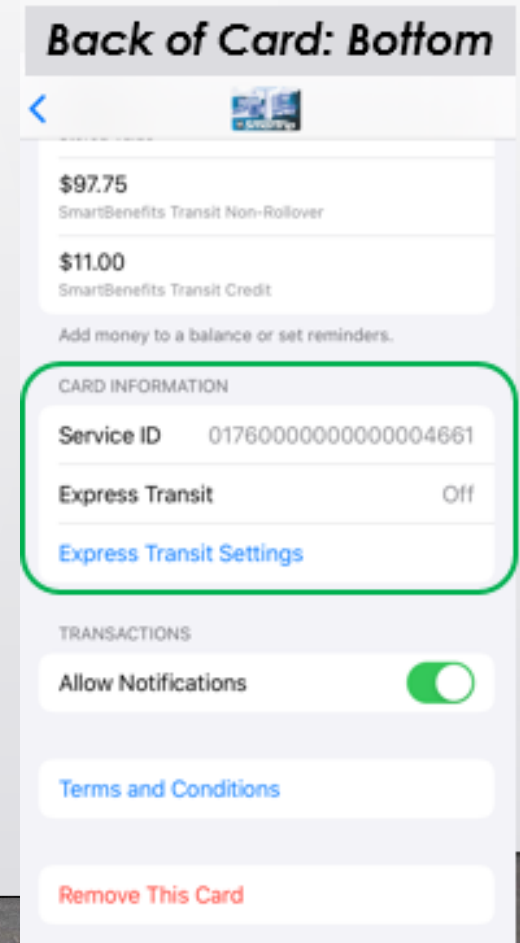 Back of Card: Bottom
SmarTrip
$97.75
SmartBenefits Transit Non-Rollover
$11.00
SmartBenefits Transit Credit
Add money to a balance or set reminders.
CARD INFORMATION
Service ID 01760000000000004661
Express Transit Off
Express Transit Settings
TRANSACTIONS
Allow Notifications
Terms and Conditions
Remove This Card